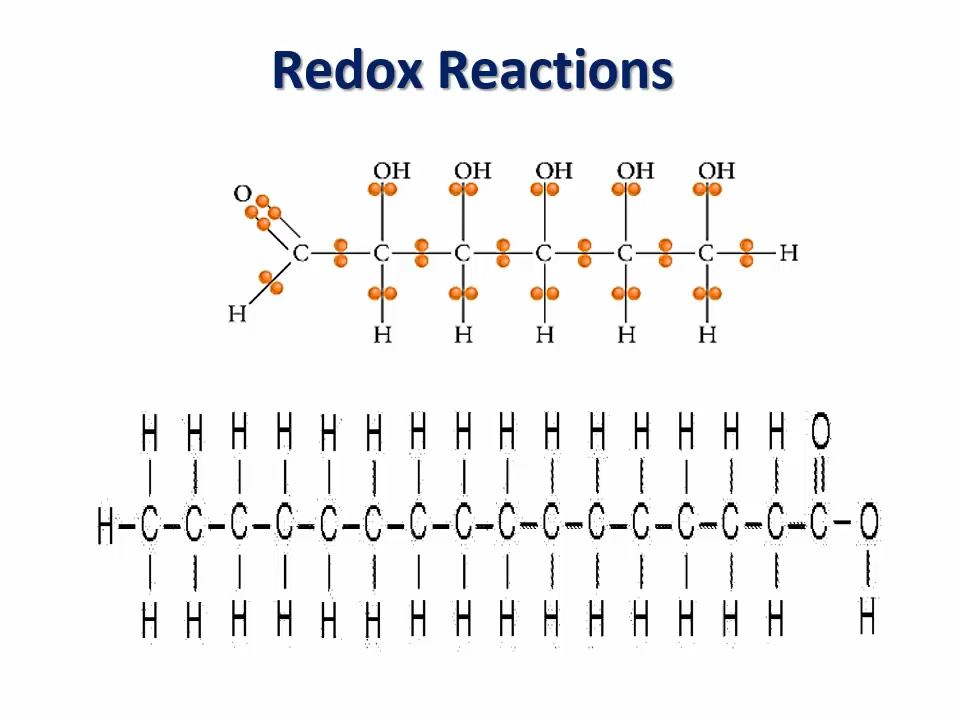 Redox Reactions
OH OH OH OH OH
O
C C C C C C H
H
H H H H H
H H H H H H H H H H H H H H H O
H C C C C C C C C C C C C C C C C O
H H H H H H H H H H H H H H H H